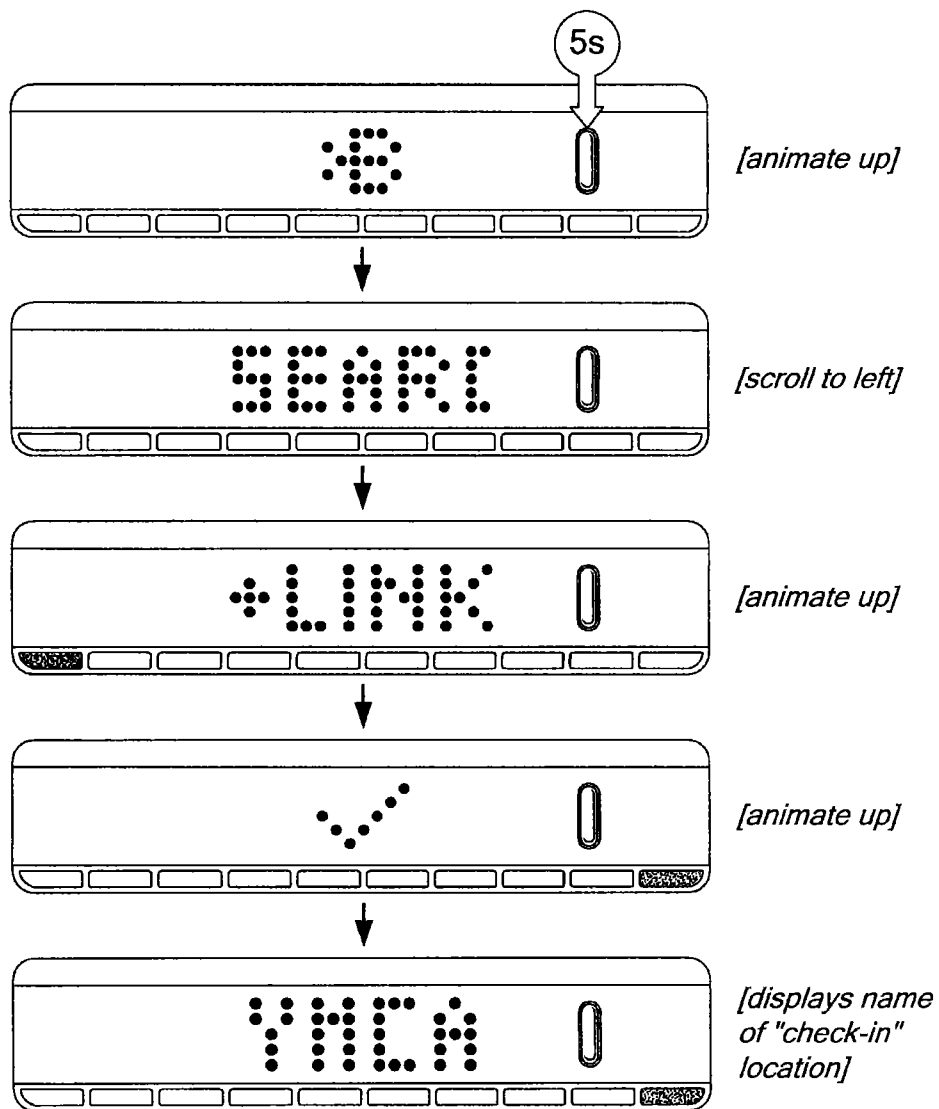 5s
[animate up]
SEARC
[scroll to left]
+LINK
[animate up]
✓
[animate up]
YMCA
[displays name
of "check-in"
location]